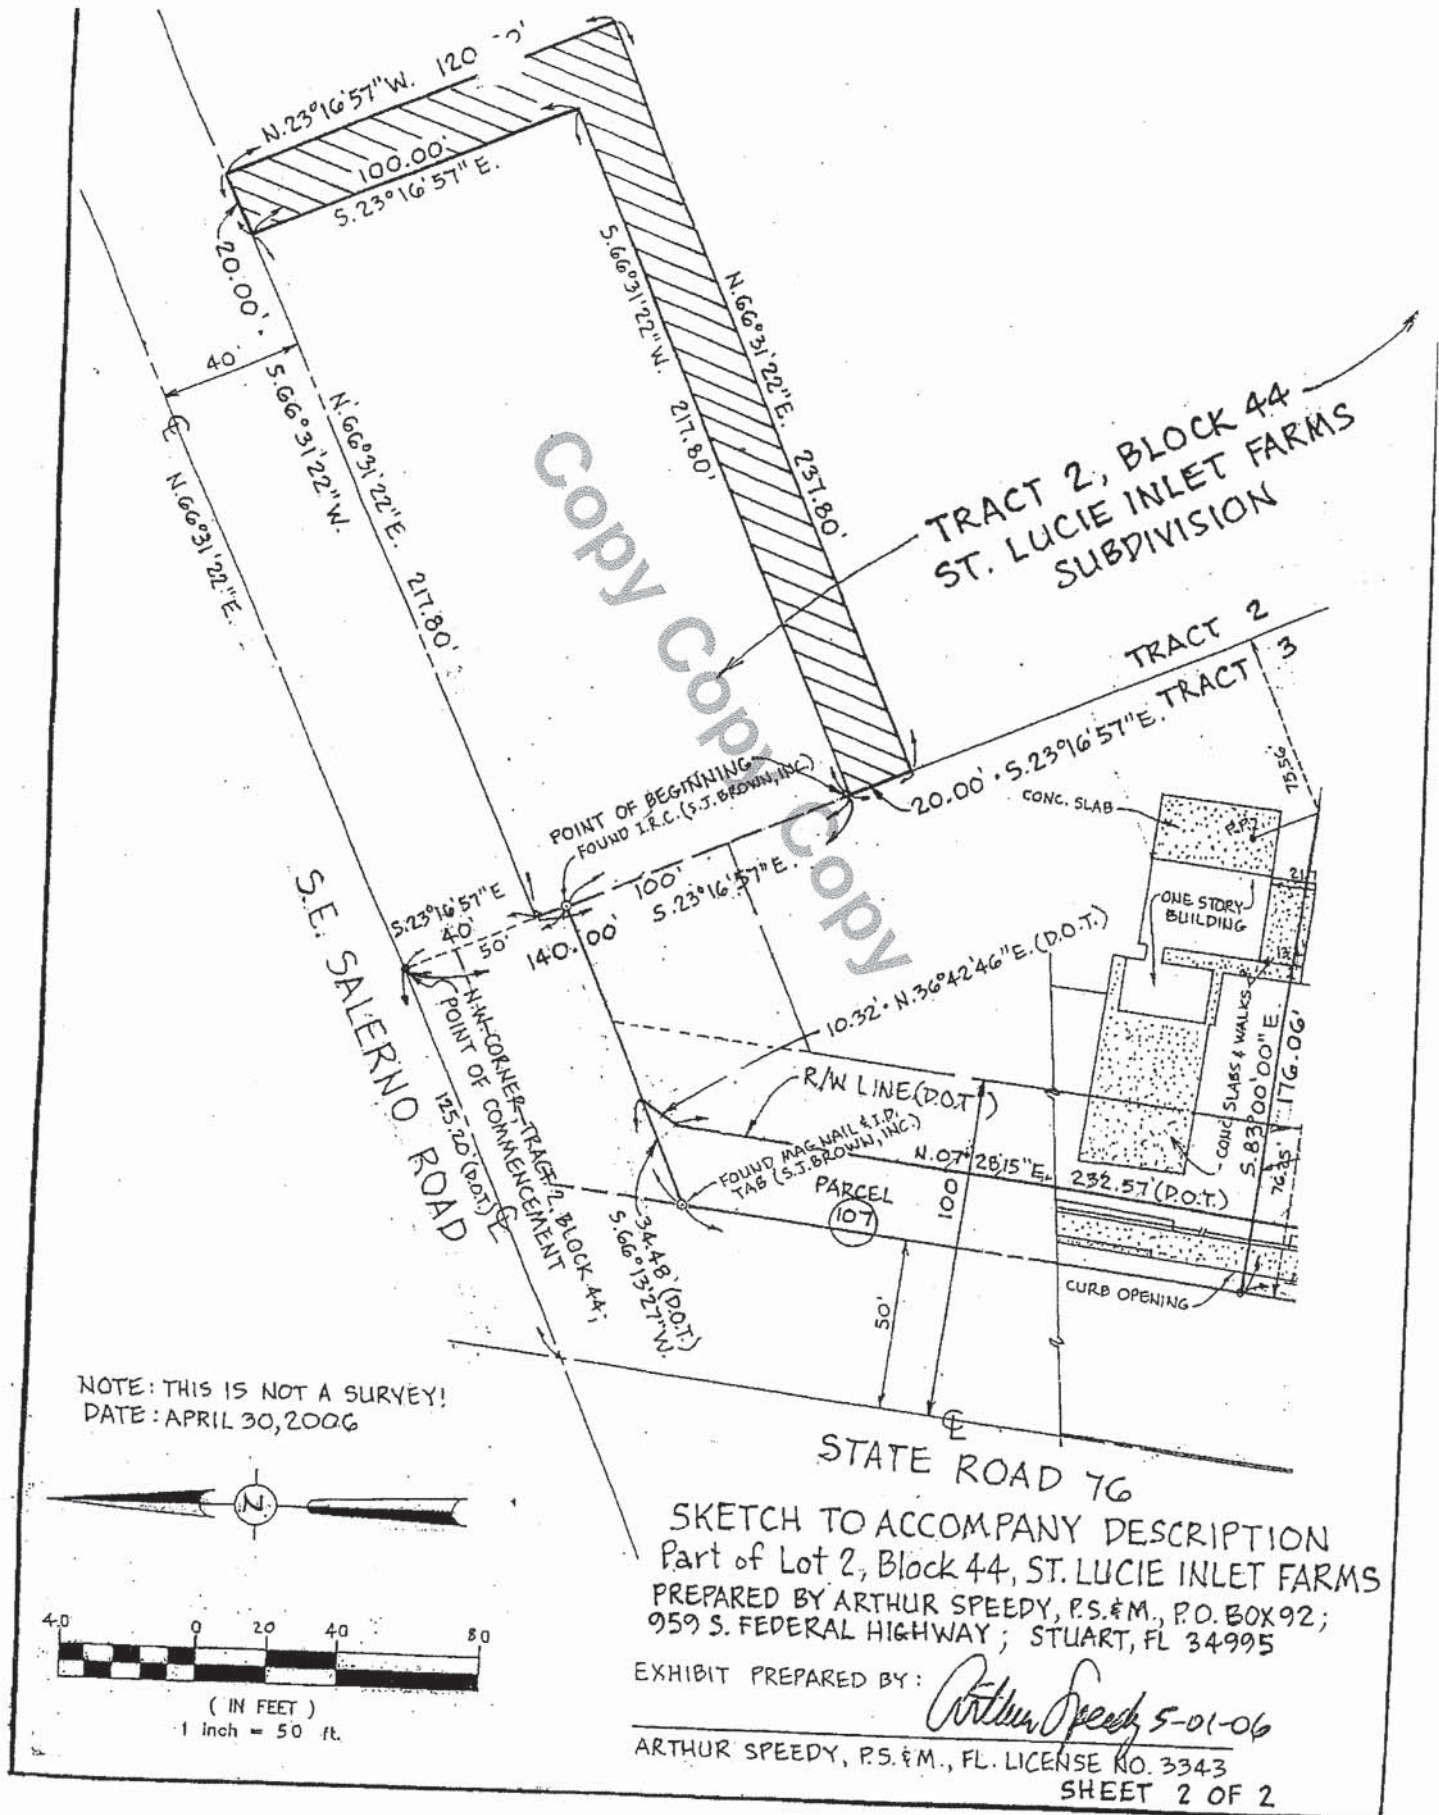 N.23°16'57"W. 120
100.00'
S.23°16'57"E.
20.00'.
S.66°31'22"W.
40'
N.66°31'22"E. 217.80'
℄ N.66°31'22"E.
S.66°31'22"W. 217.80'
N.66°31'22"E. 237.80'
TRACT 2, BLOCK 44
ST. LUCIE INLET FARMS
SUBDIVISION
Copy Copy Copy Copy
TRACT 2
TRACT 3
20.00' • S.23°16'57"E.
75.56'
POINT OF BEGINNING
FOUND I.R.C. (S.J. BROWN, INC.)
CONC. SLAB
P.P.
ONE STORY
BUILDING
S.23°16'57"E
40'
50'
100'
140.00'
S.23°16'57"E.
10.32' • N.36°42'46"E. (D.O.T.)
S.E. SALERNO ROAD
N-W CORNER, TRACT 2, BLOCK 44;
POINT OF COMMENCEMENT
125.20' (D.O.T.) ℄
R/W LINE (D.O.T.)
FOUND MAG NAIL & I.D.
TAB (S.J. BROWN, INC.)
PARCEL
107
N.07°28'15"E. 232.57' (D.O.T.)
100'
CONC. SLABS & WALKS
S.83°00'00"E.
176.06'
76.25'
34.48' (D.O.T.)
S.66°13'27"W.
50'
CURB OPENING
℄
STATE ROAD 76
NOTE: THIS IS NOT A SURVEY!
DATE: APRIL 30, 2006
N
40 0 20 40 80
( IN FEET )
1 inch = 50 ft.
SKETCH TO ACCOMPANY DESCRIPTION
Part of Lot 2, Block 44, ST. LUCIE INLET FARMS
PREPARED BY ARTHUR SPEEDY, P.S.&M., P.O. BOX 92;
959 S. FEDERAL HIGHWAY; STUART, FL 34995
EXHIBIT PREPARED BY: Arthur Speedy 5-01-06
ARTHUR SPEEDY, P.S.&M., FL. LICENSE NO. 3343
SHEET 2 OF 2